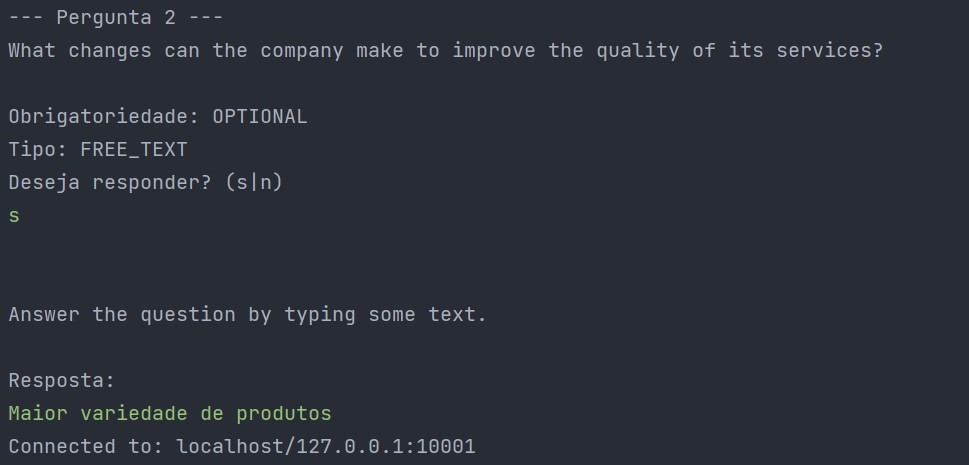 --- Pergunta 2 ---
What changes can the company make to improve the quality of its services?
Obrigatoriedade: OPTIONAL
Tipo: FREE_TEXT
Deseja responder? (s|n)
s
Answer the question by typing some text.
Resposta:
Maior variedade de produtos
Connected to: localhost/127.0.0.1:10001